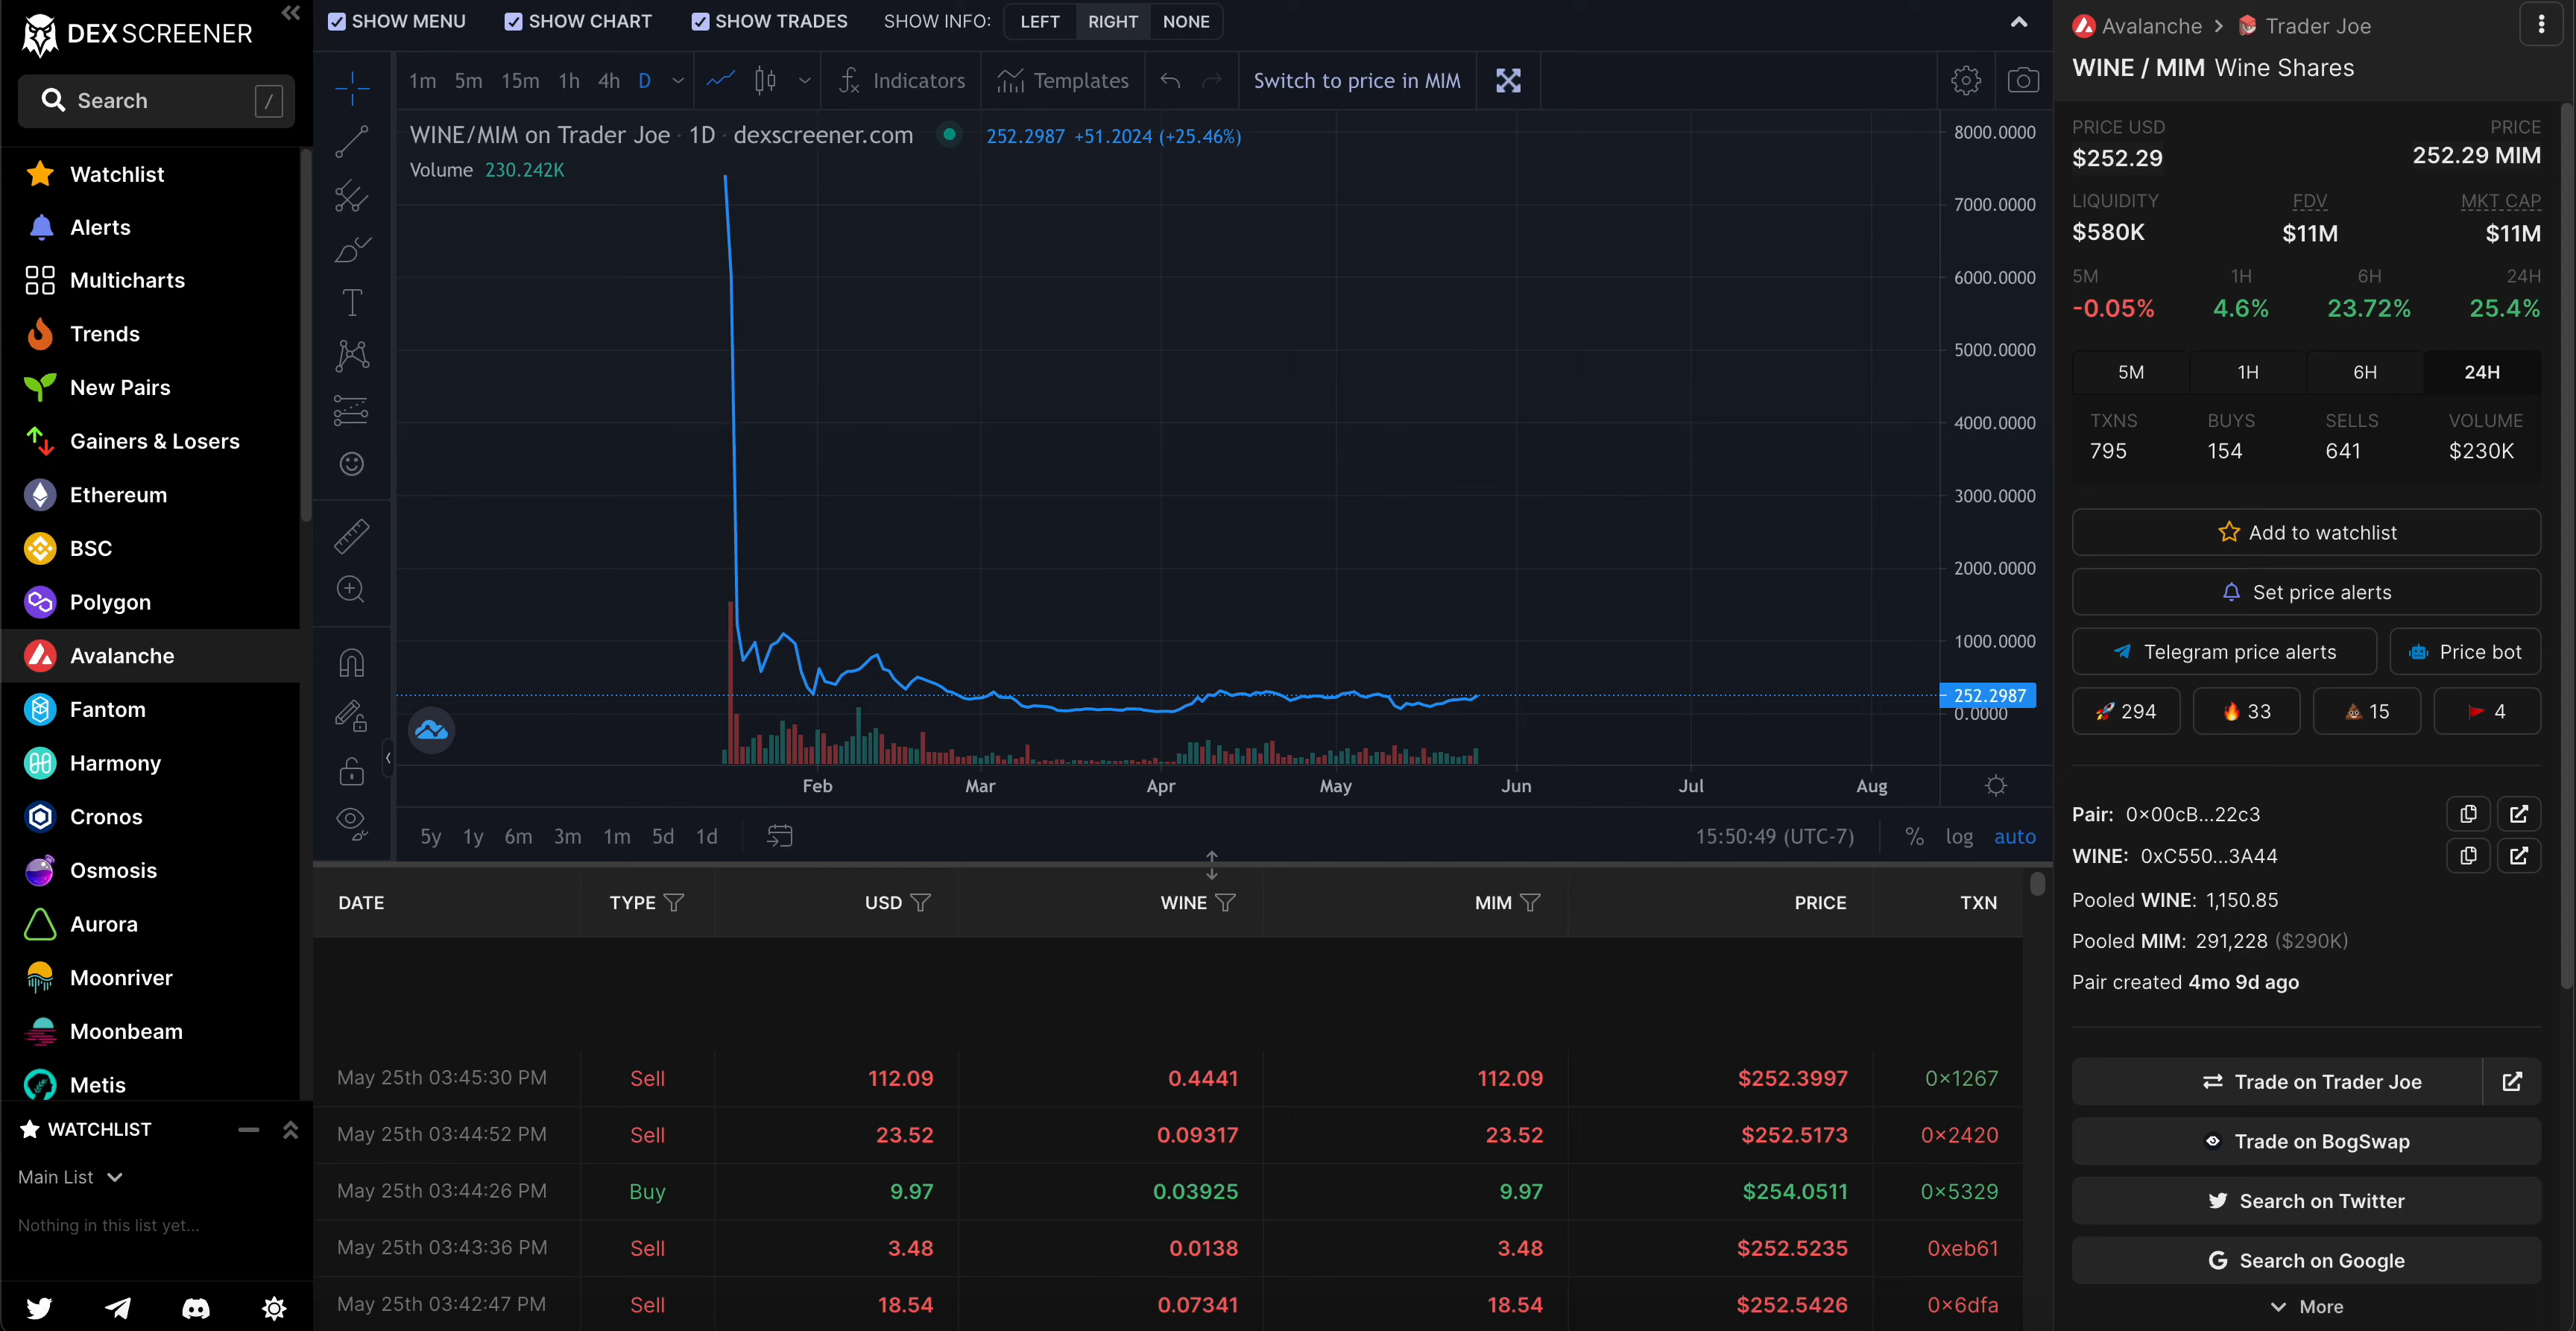 DEX SCREENER
Search /
Watchlist
Alerts
Multicharts
Trends
New Pairs
Gainers & Losers
Ethereum
BSC
Polygon
Avalanche
Fantom
Harmony
Cronos
Osmosis
Aurora
Moonriver
Moonbeam
Metis
WATCHLIST
Main List
Nothing in this list yet...
SHOW MENU SHOW CHART SHOW TRADES SHOW INFO: LEFT RIGHT NONE
1m 5m 15m 1h 4h D Indicators Templates Switch to price in MIM
WINE/MIM on Trader Joe · 1D · dexscreener.com 252.2987 +51.2024 (+25.46%)
Volume 230.242K
8000.0000
7000.0000
6000.0000
5000.0000
4000.0000
3000.0000
2000.0000
1000.0000
252.2987
0.0000
Feb Mar Apr May Jun Jul Aug
5y 1y 6m 3m 1m 5d 1d 15:50:49 (UTC-7) % log auto
DATE TYPE USD WINE MIM PRICE TXN
May 25th 03:45:30 PM Sell 112.09 0.4441 112.09 $252.3997 0x1267
May 25th 03:44:52 PM Sell 23.52 0.09317 23.52 $252.5173 0x2420
May 25th 03:44:26 PM Buy 9.97 0.03925 9.97 $254.0511 0x5329
May 25th 03:43:36 PM Sell 3.48 0.0138 3.48 $252.5235 0xeb61
May 25th 03:42:47 PM Sell 18.54 0.07341 18.54 $252.5426 0x6dfa
Avalanche > Trader Joe
WINE / MIM Wine Shares
PRICE USD PRICE
$252.29 252.29 MIM
LIQUIDITY FDV MKT CAP
$580K $11M $11M
5M 1H 6H 24H
-0.05% 4.6% 23.72% 25.4%
5M 1H 6H 24H
TXNS BUYS SELLS VOLUME
795 154 641 $230K
Add to watchlist
Set price alerts
Telegram price alerts Price bot
294 33 15 4
Pair: 0x00cB...22c3
WINE: 0xC550...3A44
Pooled WINE: 1,150.85
Pooled MIM: 291,228 ($290K)
Pair created 4mo 9d ago
Trade on Trader Joe
Trade on BogSwap
Search on Twitter
Search on Google
More